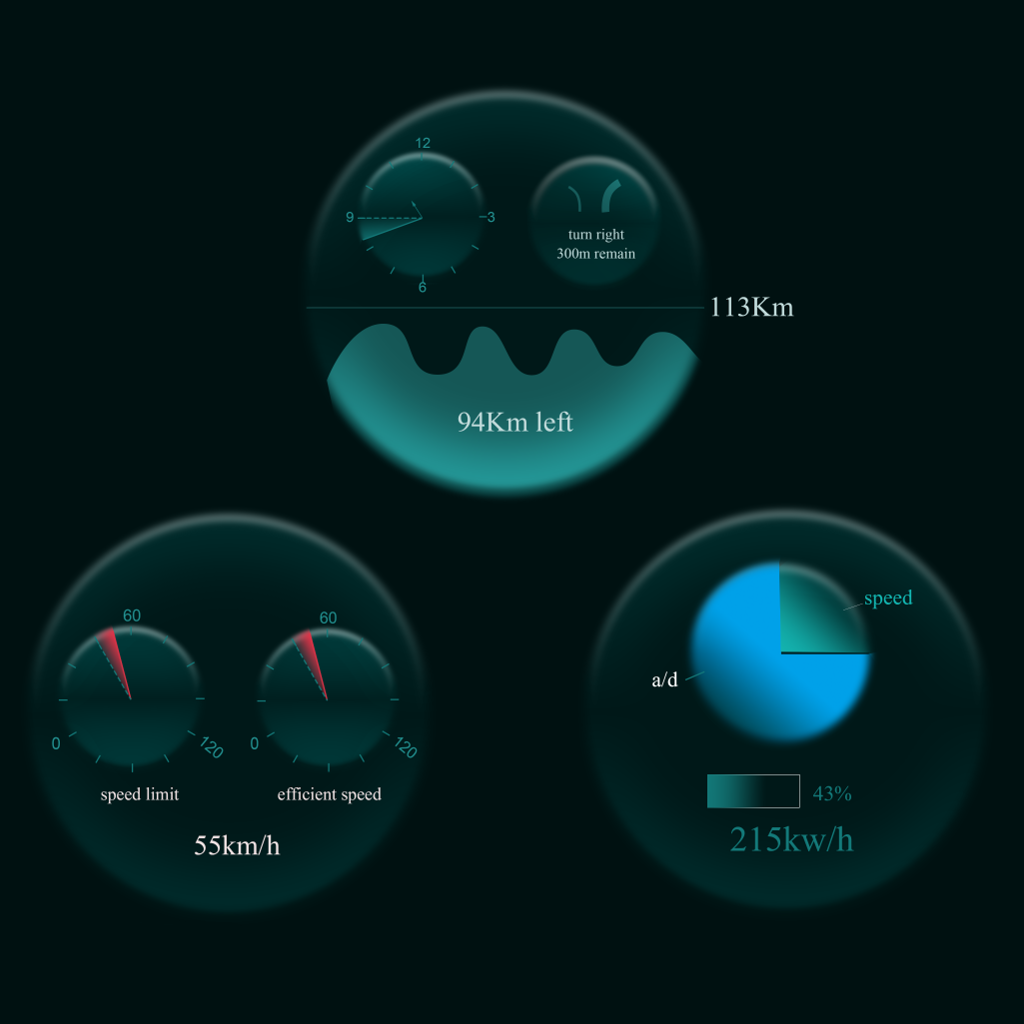 12
9
3
6
turn right
300m remain
113Km
94Km left
60
0
120
speed limit
60
0
120
efficient speed
55km/h
speed
a/d
43%
215kw/h